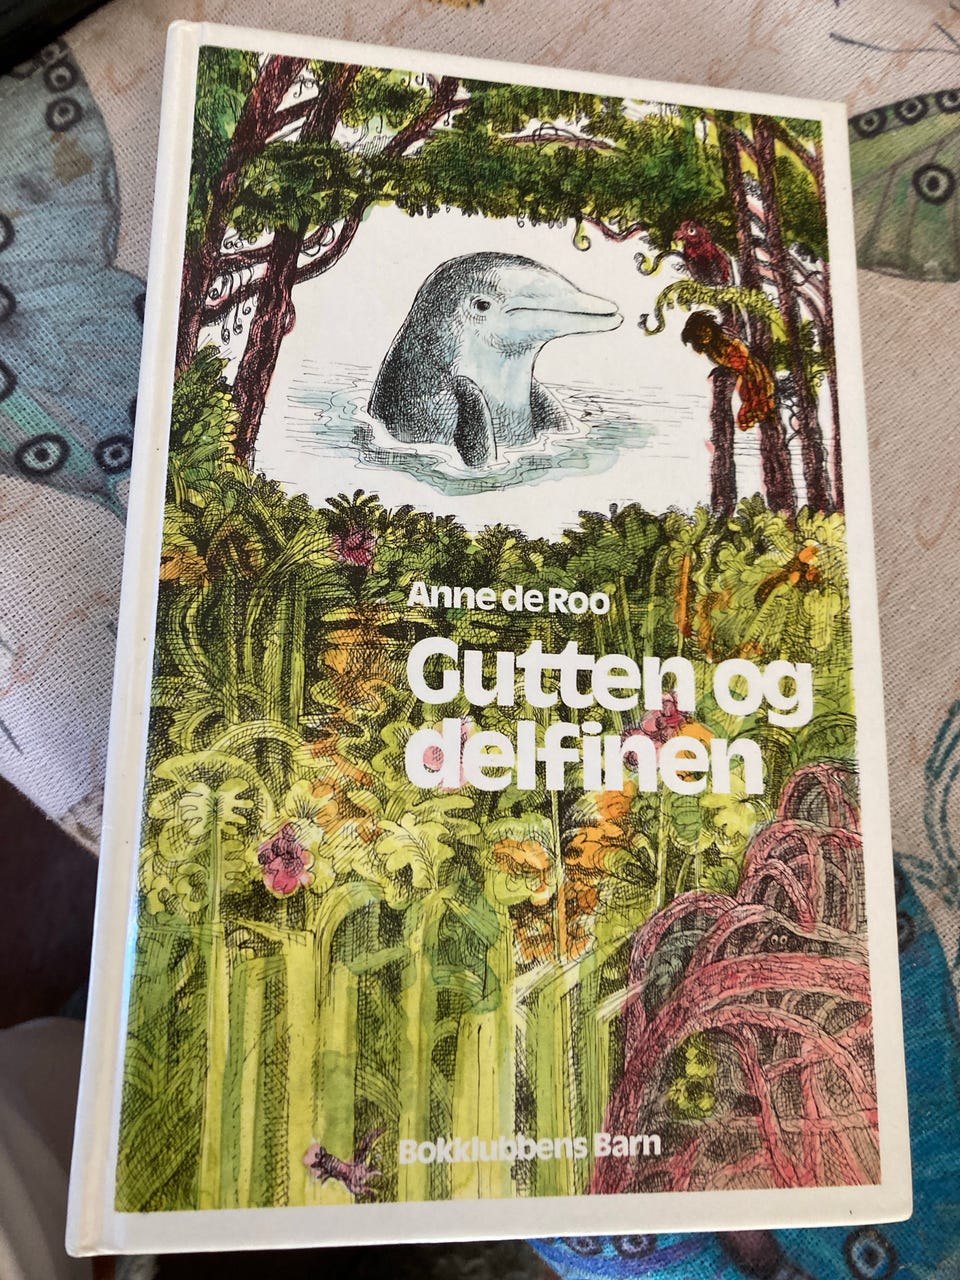 Anne de Roo
Gutten og
delfinen
Bokklubbens Barn